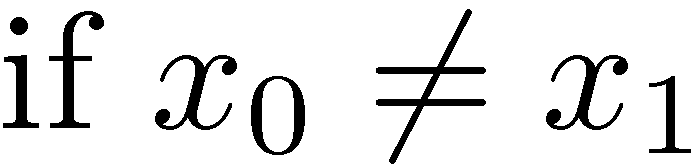 if x₀ ≠ x₁